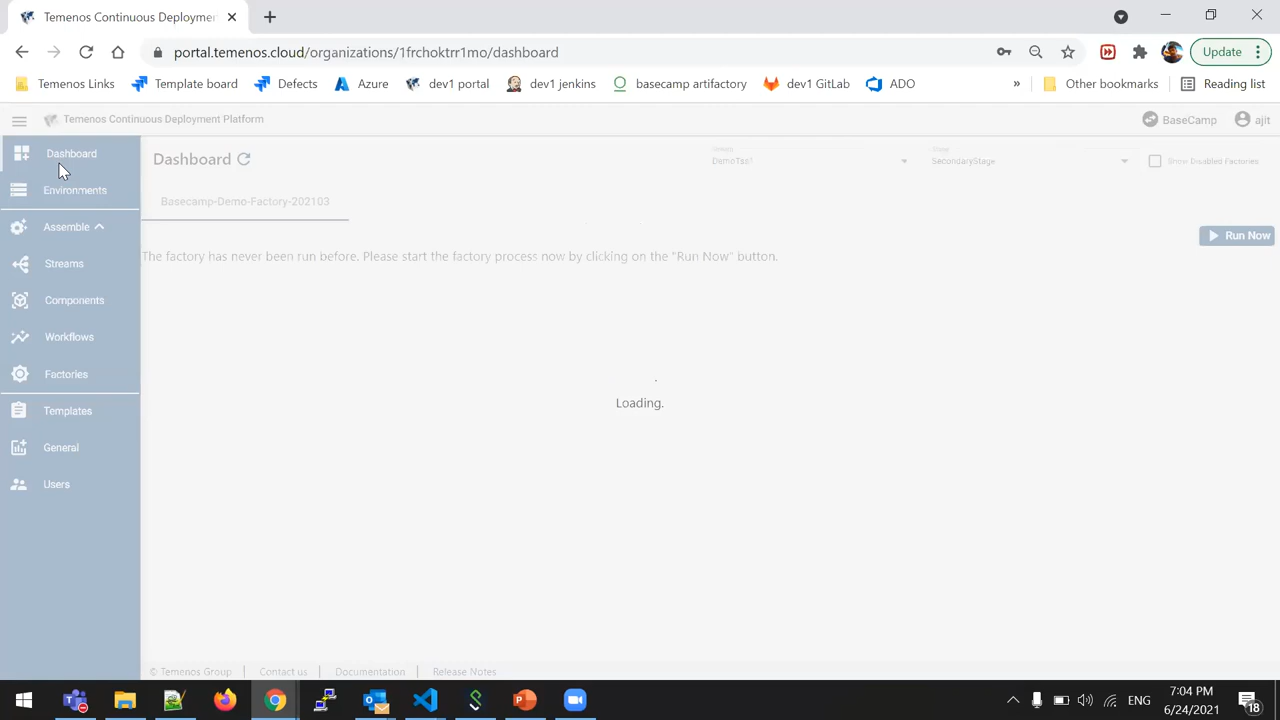 Temenos Continuous Deploymen
portal.temenos.cloud/organizations/1frchoktrr1mo/dashboard
Update
Temenos Links
Template board
Defects
Azure
dev1 portal
dev1 jenkins
basecamp artifactory
dev1 GitLab
ADO
»
Other bookmarks
Reading list
Temenos Continuous Deployment Platform
BaseCamp
ajit
Dashboard
Environments
Assemble
Streams
Components
Workflows
Factories
Templates
General
Users
Dashboard
Stream
SecondaryStage
Show Disabled Factories
Basecamp-Demo-Factory-202103
Run Now
The factory has never been run before. Please start the factory process now by clicking on the "Run Now" button.
Loading.
© Temenos Group
Contact us
Documentation
Release Notes
ENG
7:04 PM
6/24/2021
18